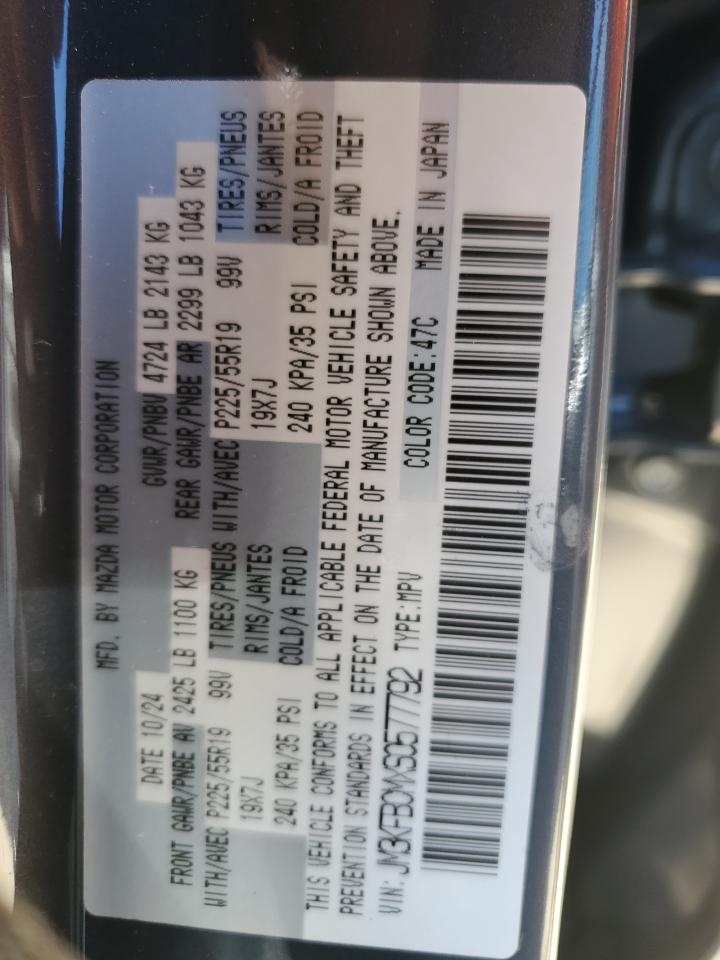 MFD. BY MAZDA MOTOR CORPORATION
DATE 10/24 GVWR/PNBV 4724 LB 2143 KG
FRONT GAWR/PNBE AV 2425 LB 1100 KG REAR GAWR/PNBE AR 2299 LB 1043 KG
WITH/AVEC P225/55R19 99V TIRES/PNEUS WITH/AVEC P225/55R19 99V TIRES/PNEUS
19X7J RIMS/JANTES 19X7J RIMS/JANTES
240 KPA/35 PSI COLD/A FROID 240 KPA/35 PSI COLD/A FROID
THIS VEHICLE CONFORMS TO ALL APPLICABLE FEDERAL MOTOR VEHICLE SAFETY AND THEFT
PREVENTION STANDARDS IN EFFECT ON THE DATE OF MANUFACTURE SHOWN ABOVE.
VIN: JM3KFBCMXS0577792 TYPE:MPV COLOR CODE:47C MADE IN JAPAN